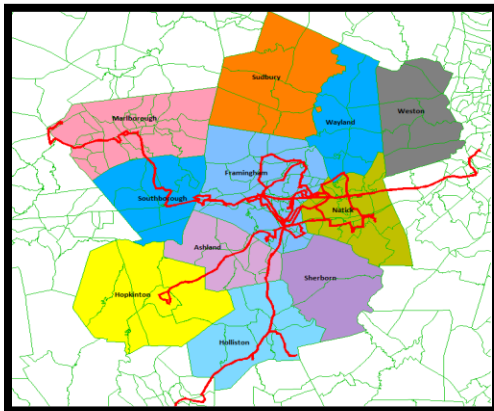 Sudbury
Weston
Marlborough
Wayland
Framingham
Southborough
Natick
Ashland
Sherborn
Hopkinton
Holliston